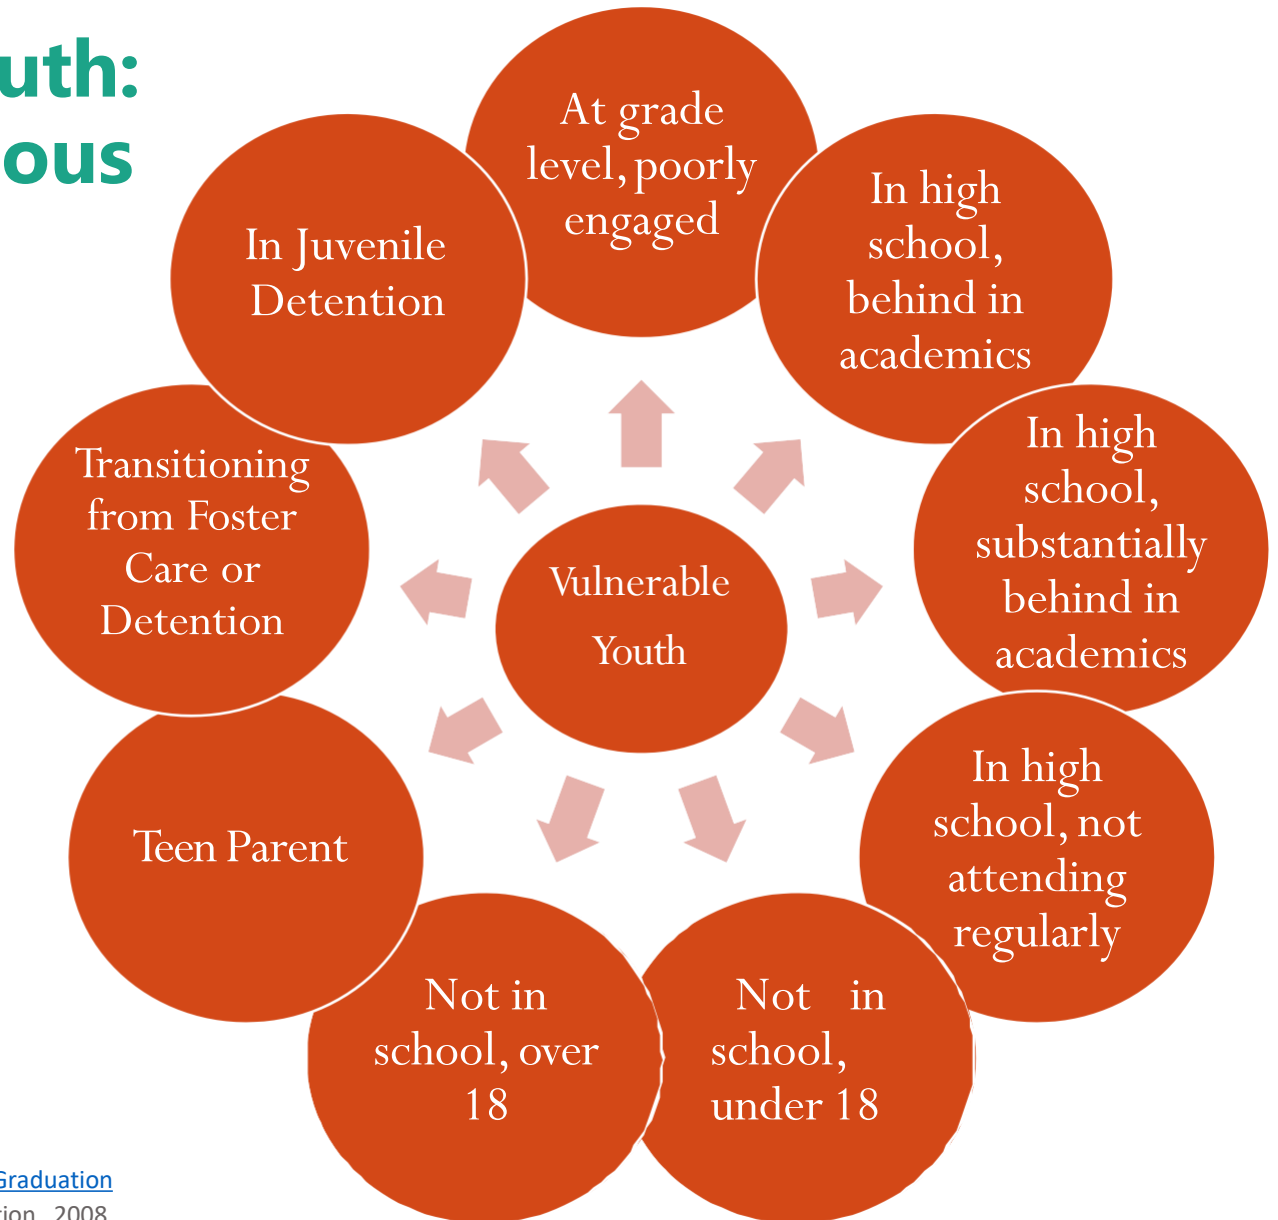 uth:
ous
At grade
level, poorly
engaged
In high
school,
behind in
academics
In high
school,
substantially
behind in
academics
In high
school, not
attending
regularly
Not in
school,
under 18
Not in
school, over
18
Teen Parent
Transitioning
from Foster
Care or
Detention
In Juvenile
Detention
Vulnerable
Youth
Graduation
tion, 2008